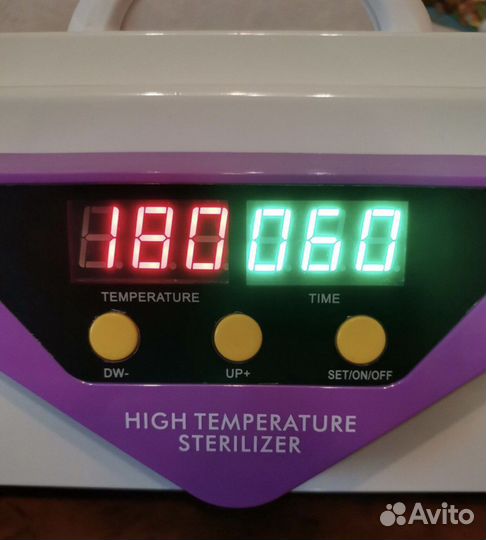 180 060
TEMPERATURE TIME
DW- UP+ SET/ON/OFF
HIGH TEMPERATURE
STERILIZER
Avito